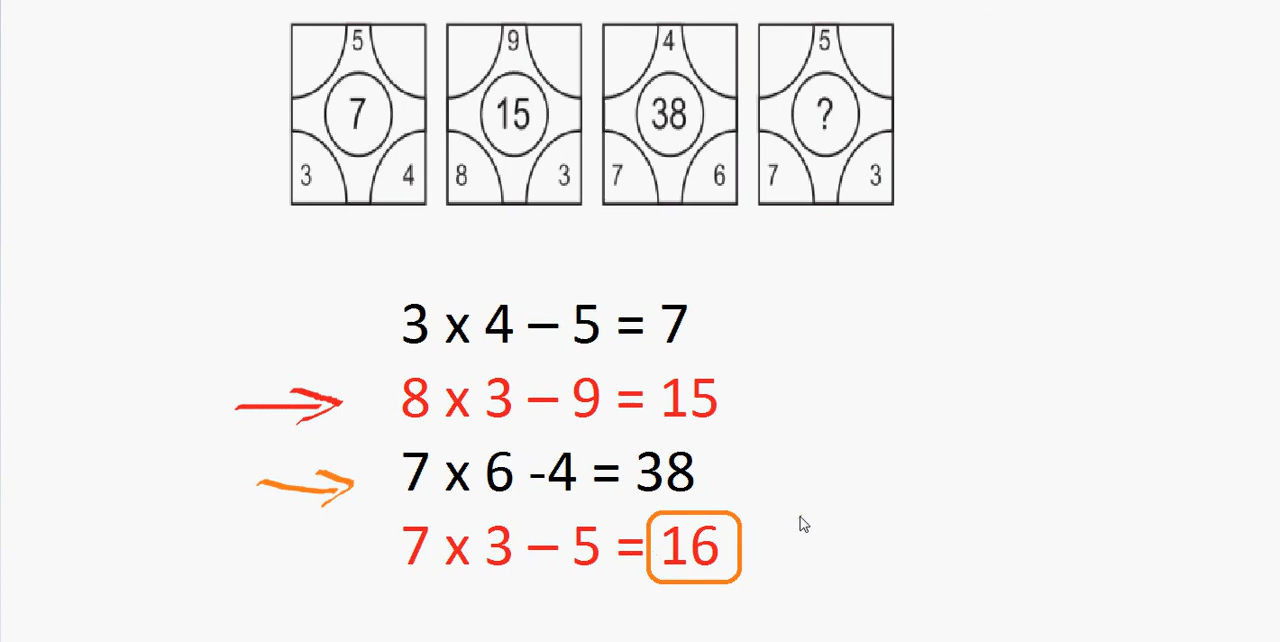 5 9 4 5
7 15 38 ?
3 4 8 3 7 6 7 3
3 x 4 – 5 = 7
8 x 3 – 9 = 15
7 x 6 -4 = 38
7 x 3 – 5 = 16